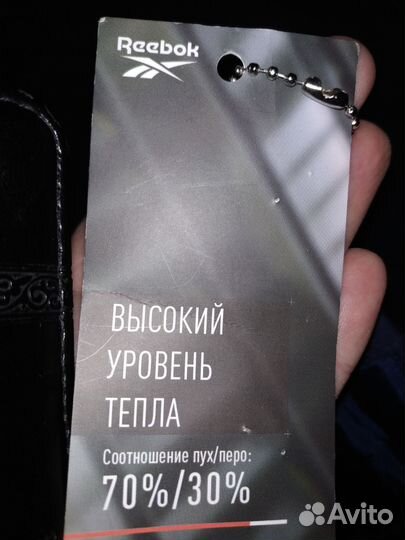 Reebok
ВЫСОКИЙ
УРОВЕНЬ
ТЕПЛА
Соотношение пух/перо:
70%/30%
Avito